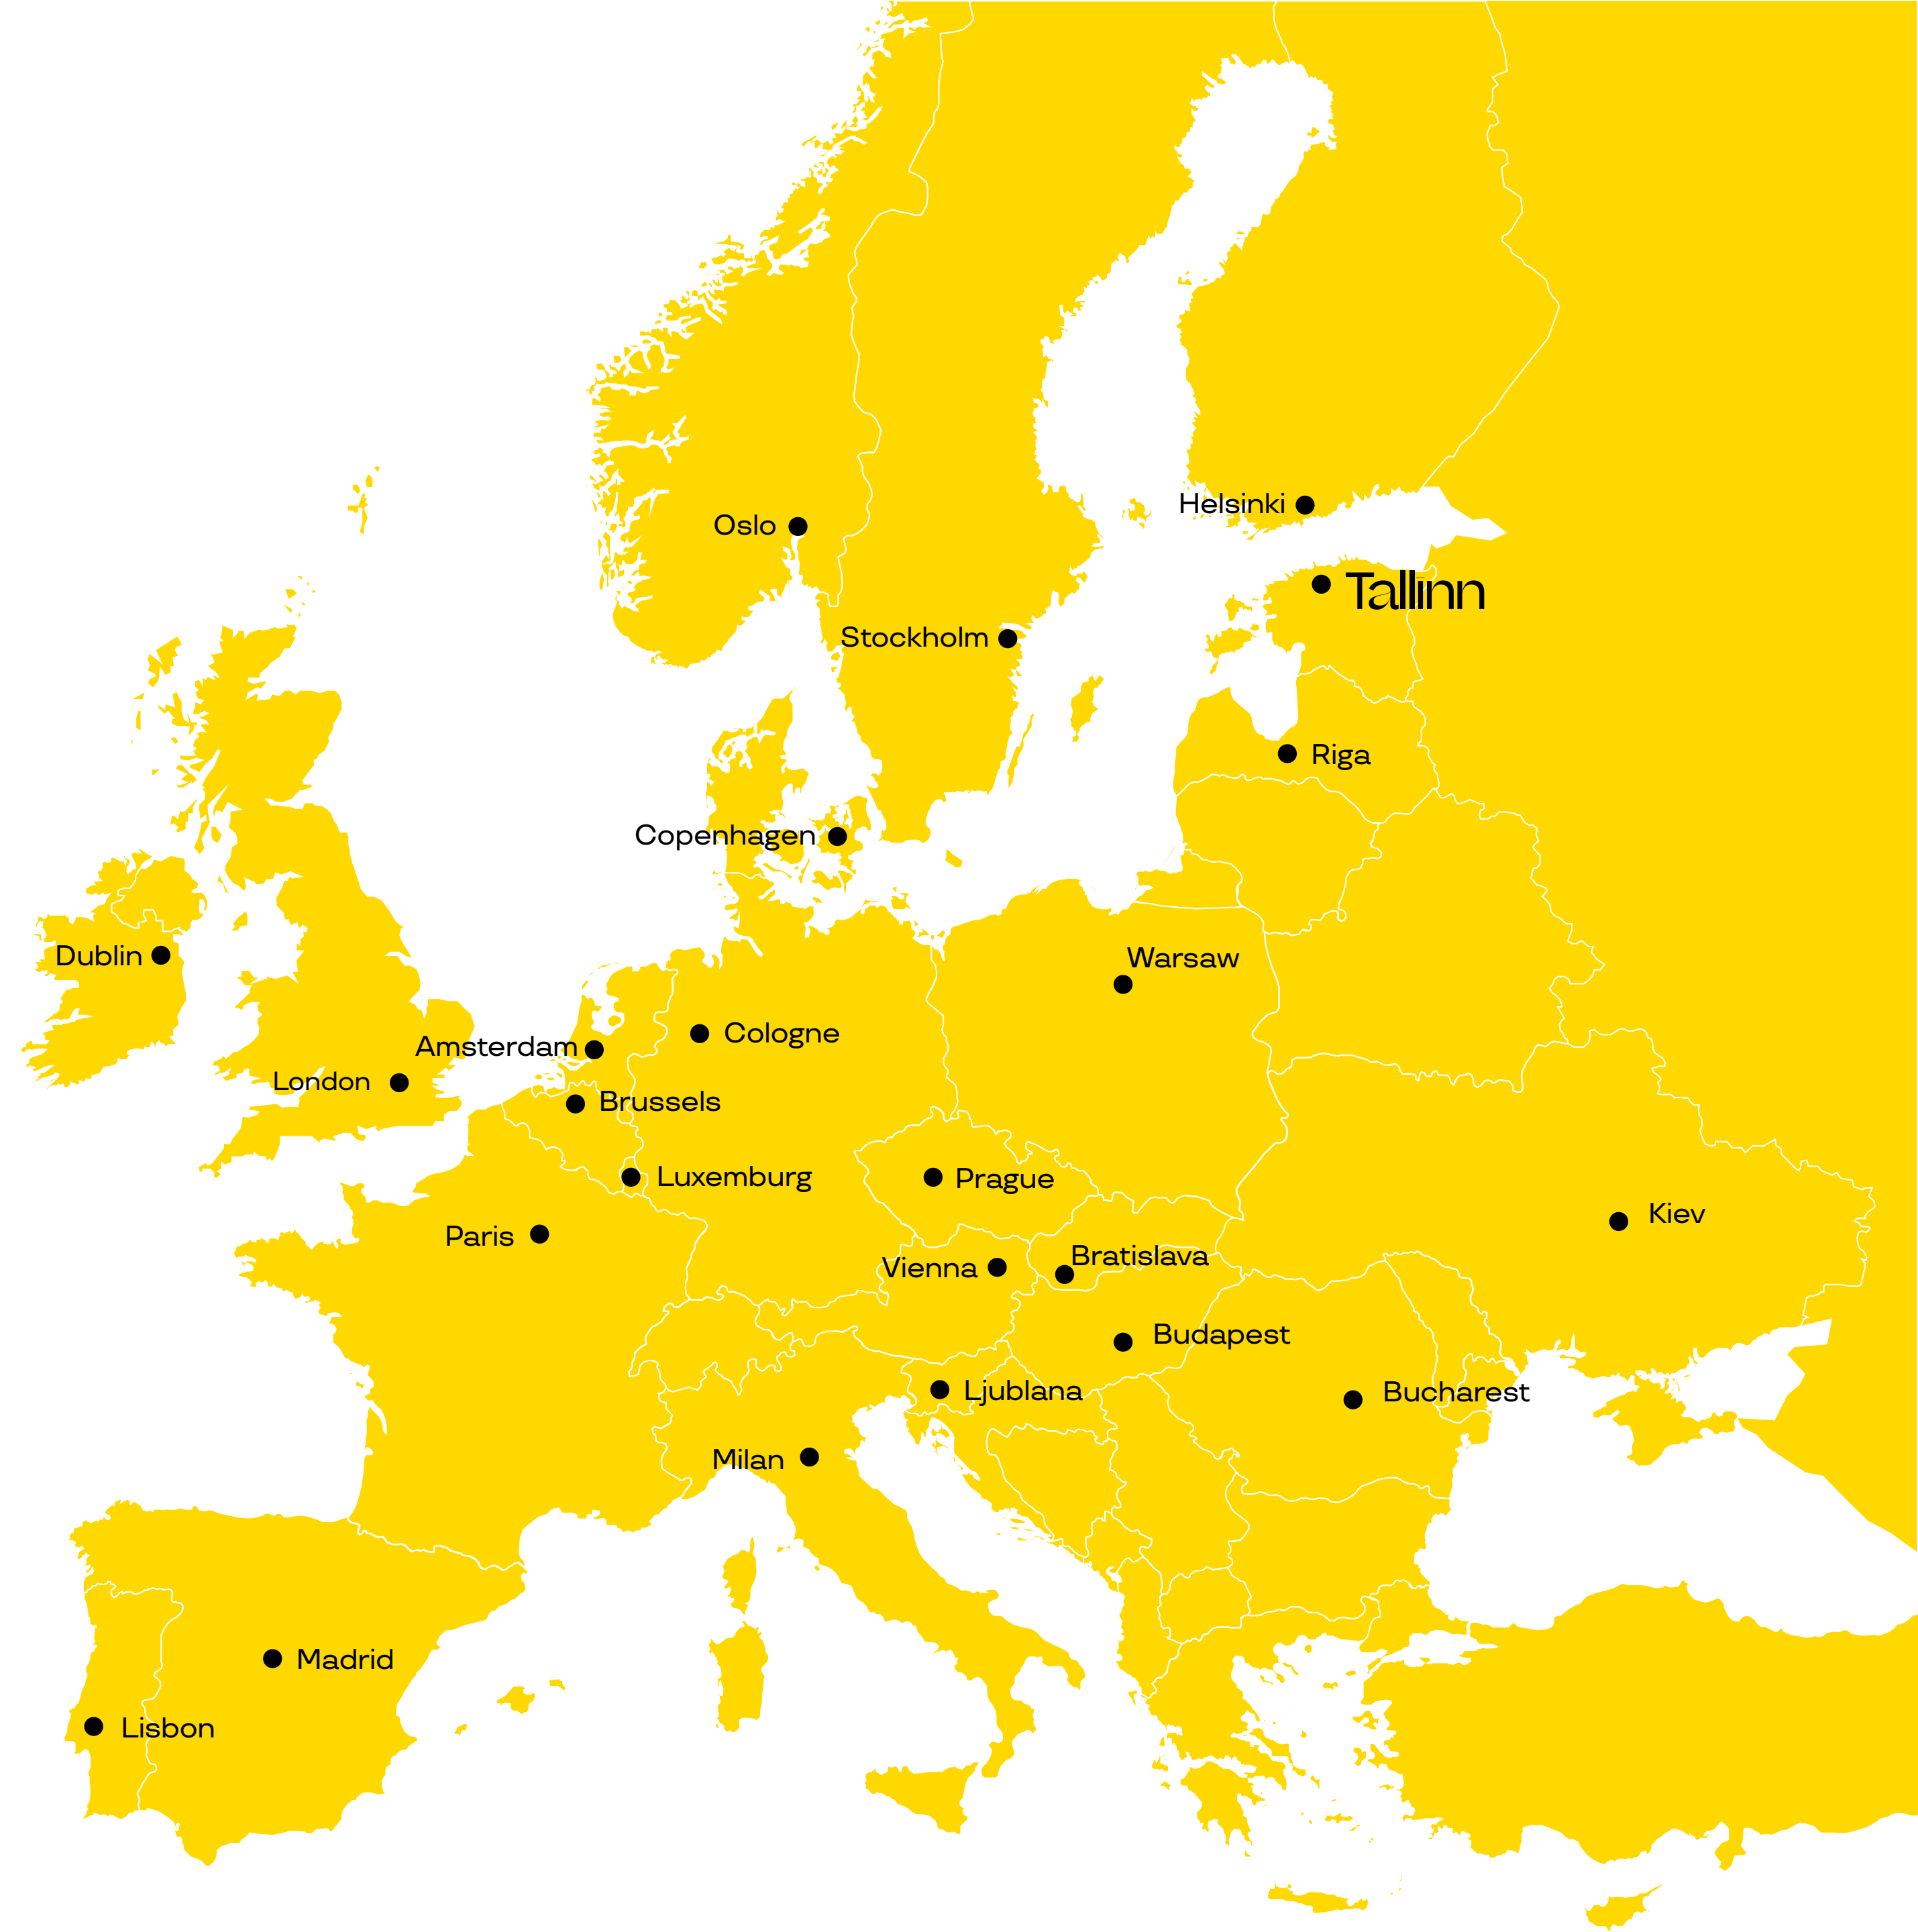 Helsinki
Oslo
Tallinn
Stockholm
Riga
Copenhagen
Dublin
Warsaw
Cologne
Amsterdam
London
Brussels
Luxemburg
Prague
Kiev
Paris
Bratislava
Vienna
Budapest
Ljublana
Bucharest
Milan
Madrid
Lisbon